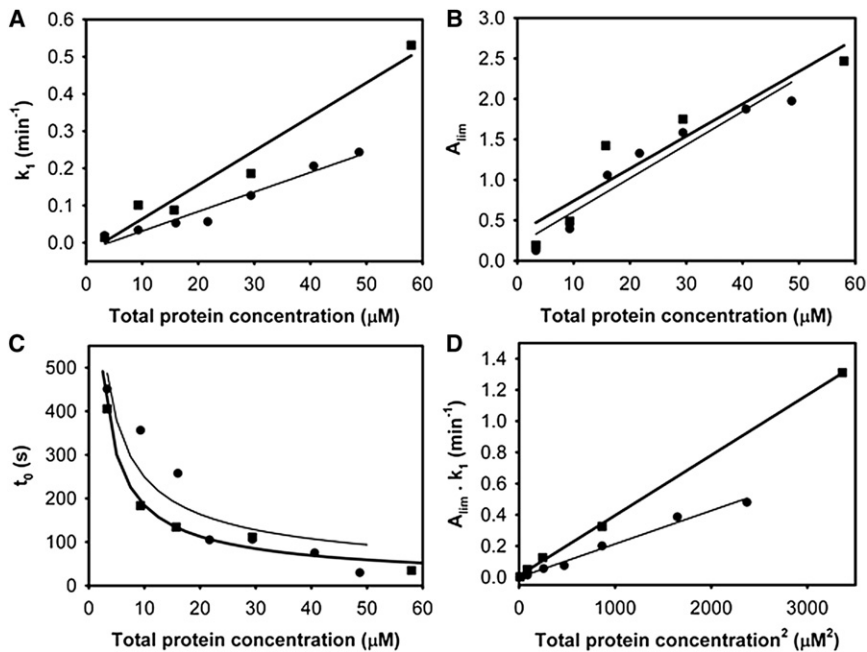 A
0.6
0.5
0.4
0.3
0.2
0.1
0.0
k₁ (min⁻¹)
0 10 20 30 40 50 60
Total protein concentration (µM)
B
3.0
2.5
2.0
1.5
1.0
0.5
0.0
A_lim
0 10 20 30 40 50 60
Total protein concentration (µM)
C
500
400
300
200
100
0
t₀ (s)
0 10 20 30 40 50 60
Total protein concentration (µM)
D
1.4
1.2
1.0
0.8
0.6
0.4
0.2
0.0
A_lim · k₁ (min⁻¹)
0 1000 2000 3000
Total protein concentration² (µM²)